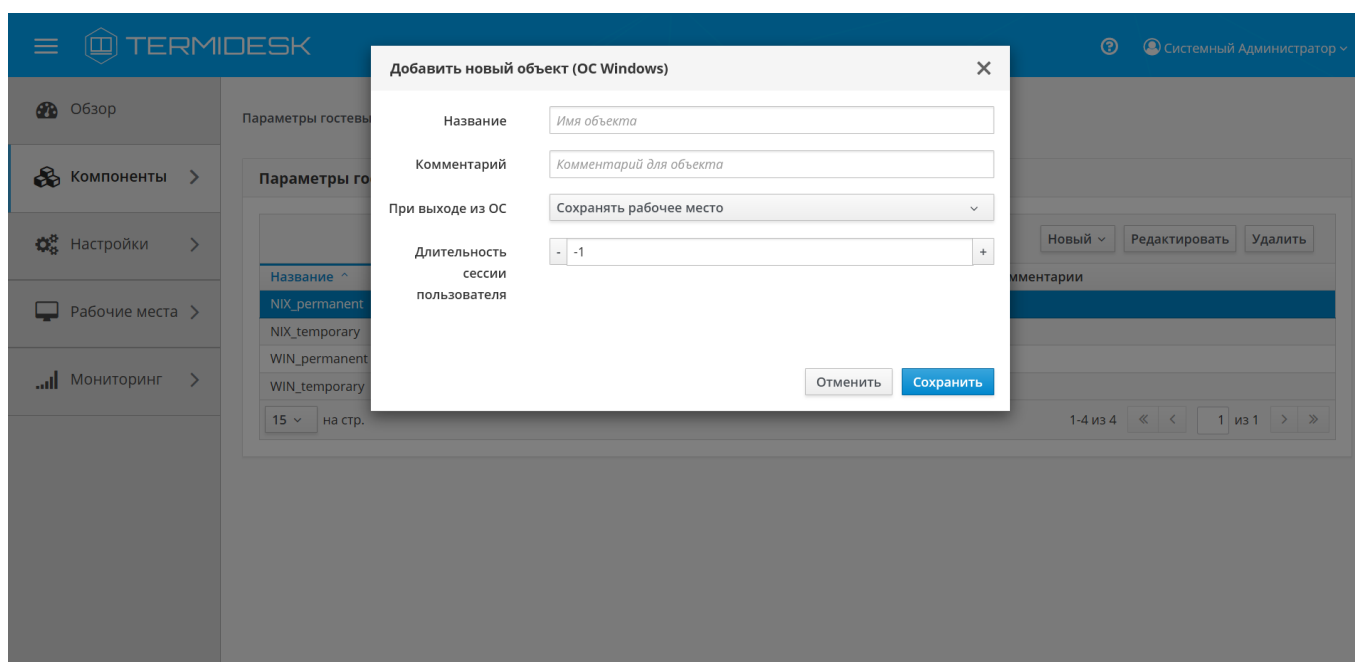 TERMIDESK
Системный Администратор
Добавить новый объект (ОС Windows)
Обзор
Компоненты
Настройки
Рабочие места
Мониторинг
Параметры гостевы
Параметры го
Новый
Редактировать
Удалить
Название
мментарии
NIX_permanent
NIX_temporary
WIN_permanent
WIN_temporary
15 на стр.
1-4 из 4
1 из 1
Название
Имя объекта
Комментарий
Комментарий для объекта
При выходе из ОС
Сохранять рабочее место
Длительность
сессии
пользователя
- -1 +
Отменить
Сохранить